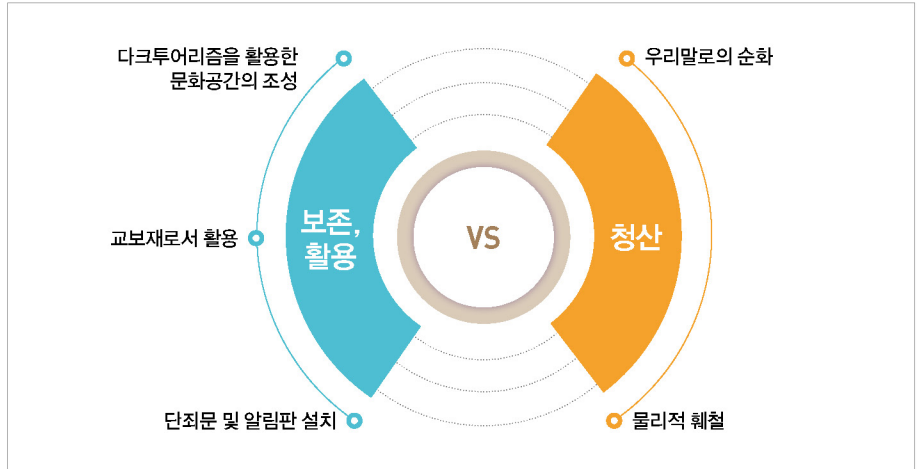 다크투어리즘을 활용한
문화공간의 조성
교보재로서 활용
단죄문 및 알림판 설치
보존,
활용
VS
청산
우리말로의 순화
물리적 훼철